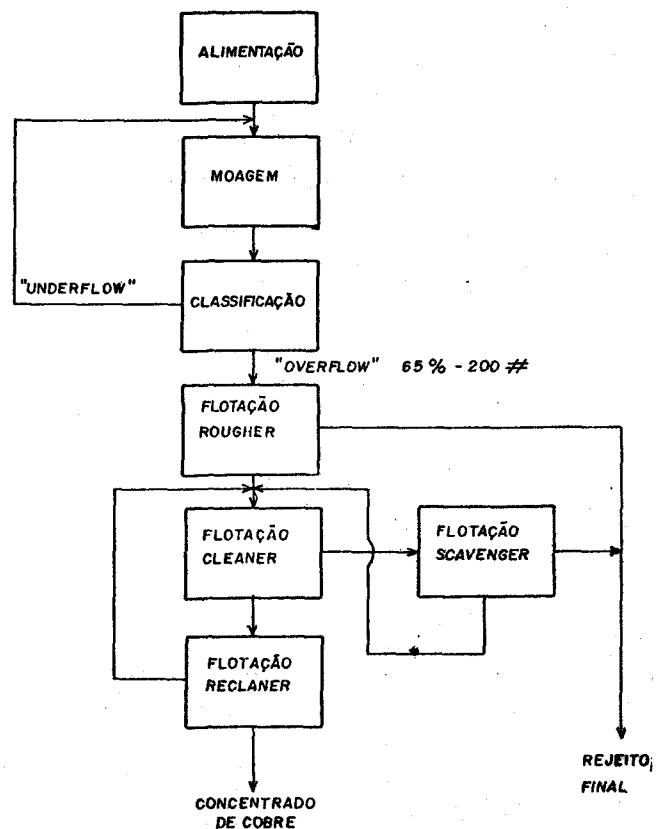 ALIMENTAÇÃO
MOAGEM
"UNDERFLOW"
CLASSIFICAÇÃO
"OVERFLOW" 65 % - 200 #
FLOTAÇÃO
ROUGHER
FLOTAÇÃO
CLEANER
FLOTAÇÃO
SCAVENGER
FLOTAÇÃO
RECLANER
REJEITO
FINAL
CONCENTRADO
DE COBRE